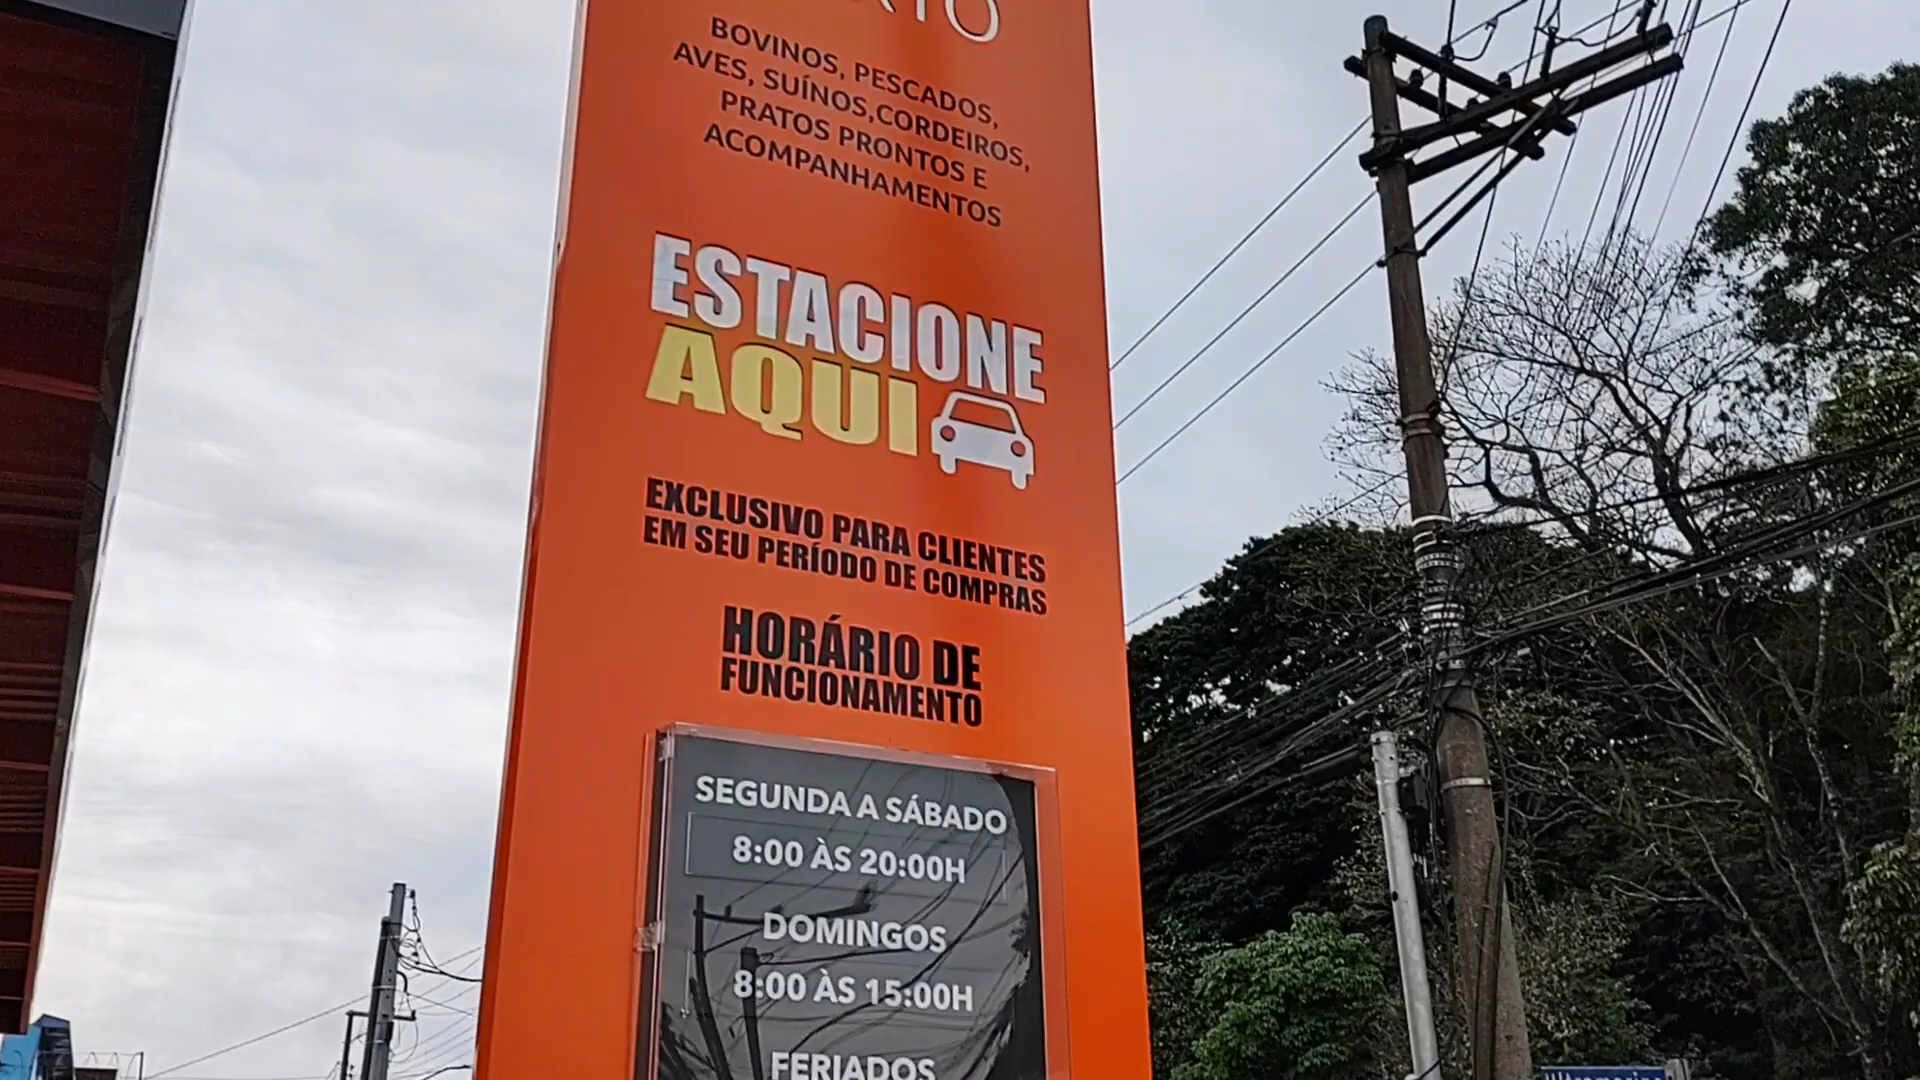 BOVINOS, PESCADOS,
AVES, SUÍNOS,CORDEIROS,
PRATOS PRONTOS E
ACOMPANHAMENTOS
ESTACIONE
AQUI
EXCLUSIVO PARA CLIENTES
EM SEU PERÍODO DE COMPRAS
HORÁRIO DE
FUNCIONAMENTO
SEGUNDA A SÁBADO
8:00 ÀS 20:00H
DOMINGOS
8:00 ÀS 15:00H
FERIADOS